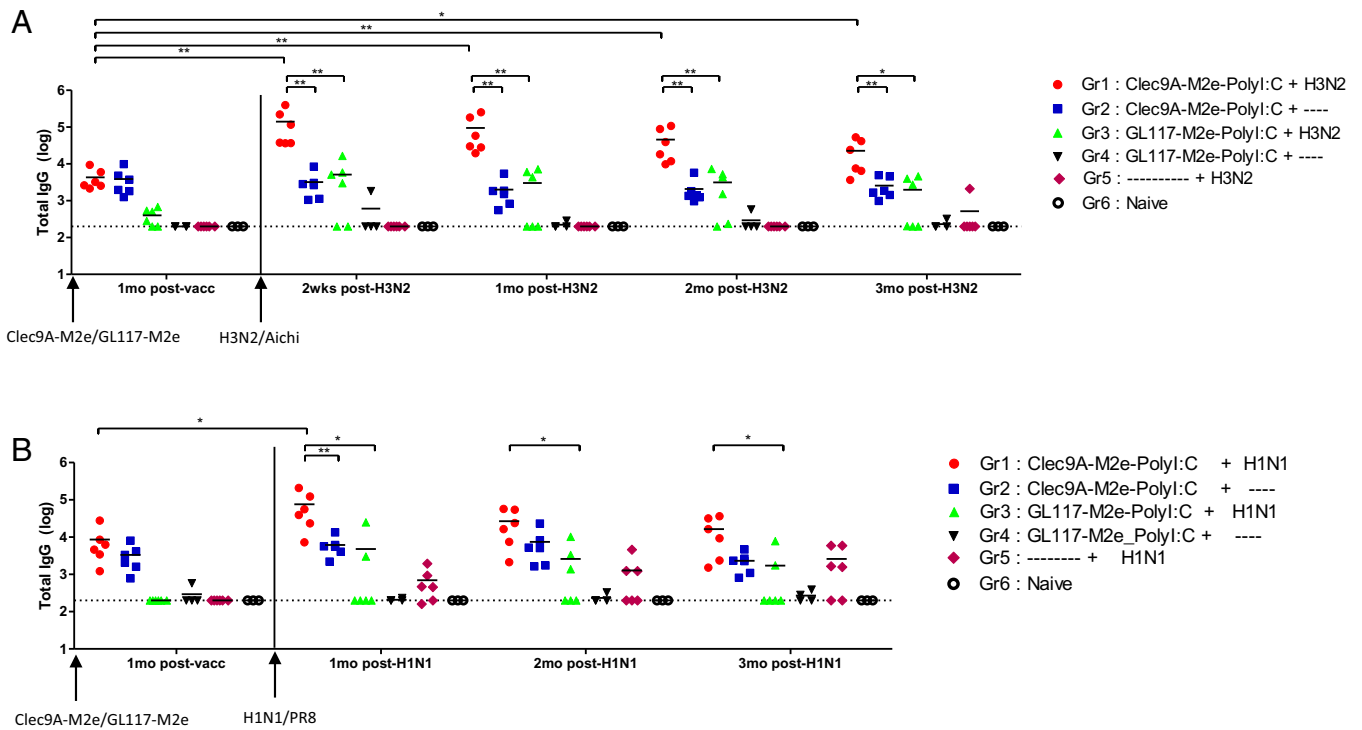 A
*
**
**
**
** ** ** *
** ** ** **
Total IgG (log)
6
5
4
3
2
1
1mo post-vacc 2wks post-H3N2 1mo post-H3N2 2mo post-H3N2 3mo post-H3N2
Clec9A-M2e/GL117-M2e H3N2/Aichi
Gr1 : Clec9A-M2e-PolyI:C + H3N2
Gr2 : Clec9A-M2e-PolyI:C + ----
Gr3 : GL117-M2e-PolyI:C + H3N2
Gr4 : GL117-M2e-PolyI:C + ----
Gr5 : ---------- + H3N2
Gr6 : Naive
B
*
* * *
**
Total IgG (log)
6
5
4
3
2
1
1mo post-vacc 1mo post-H1N1 2mo post-H1N1 3mo post-H1N1
Clec9A-M2e/GL117-M2e H1N1/PR8
Gr1 : Clec9A-M2e-PolyI:C + H1N1
Gr2 : Clec9A-M2e-PolyI:C + ----
Gr3 : GL117-M2e-PolyI:C + H1N1
Gr4 : GL117-M2e_PolyI:C + ----
Gr5 : -------- + H1N1
Gr6 : Naive